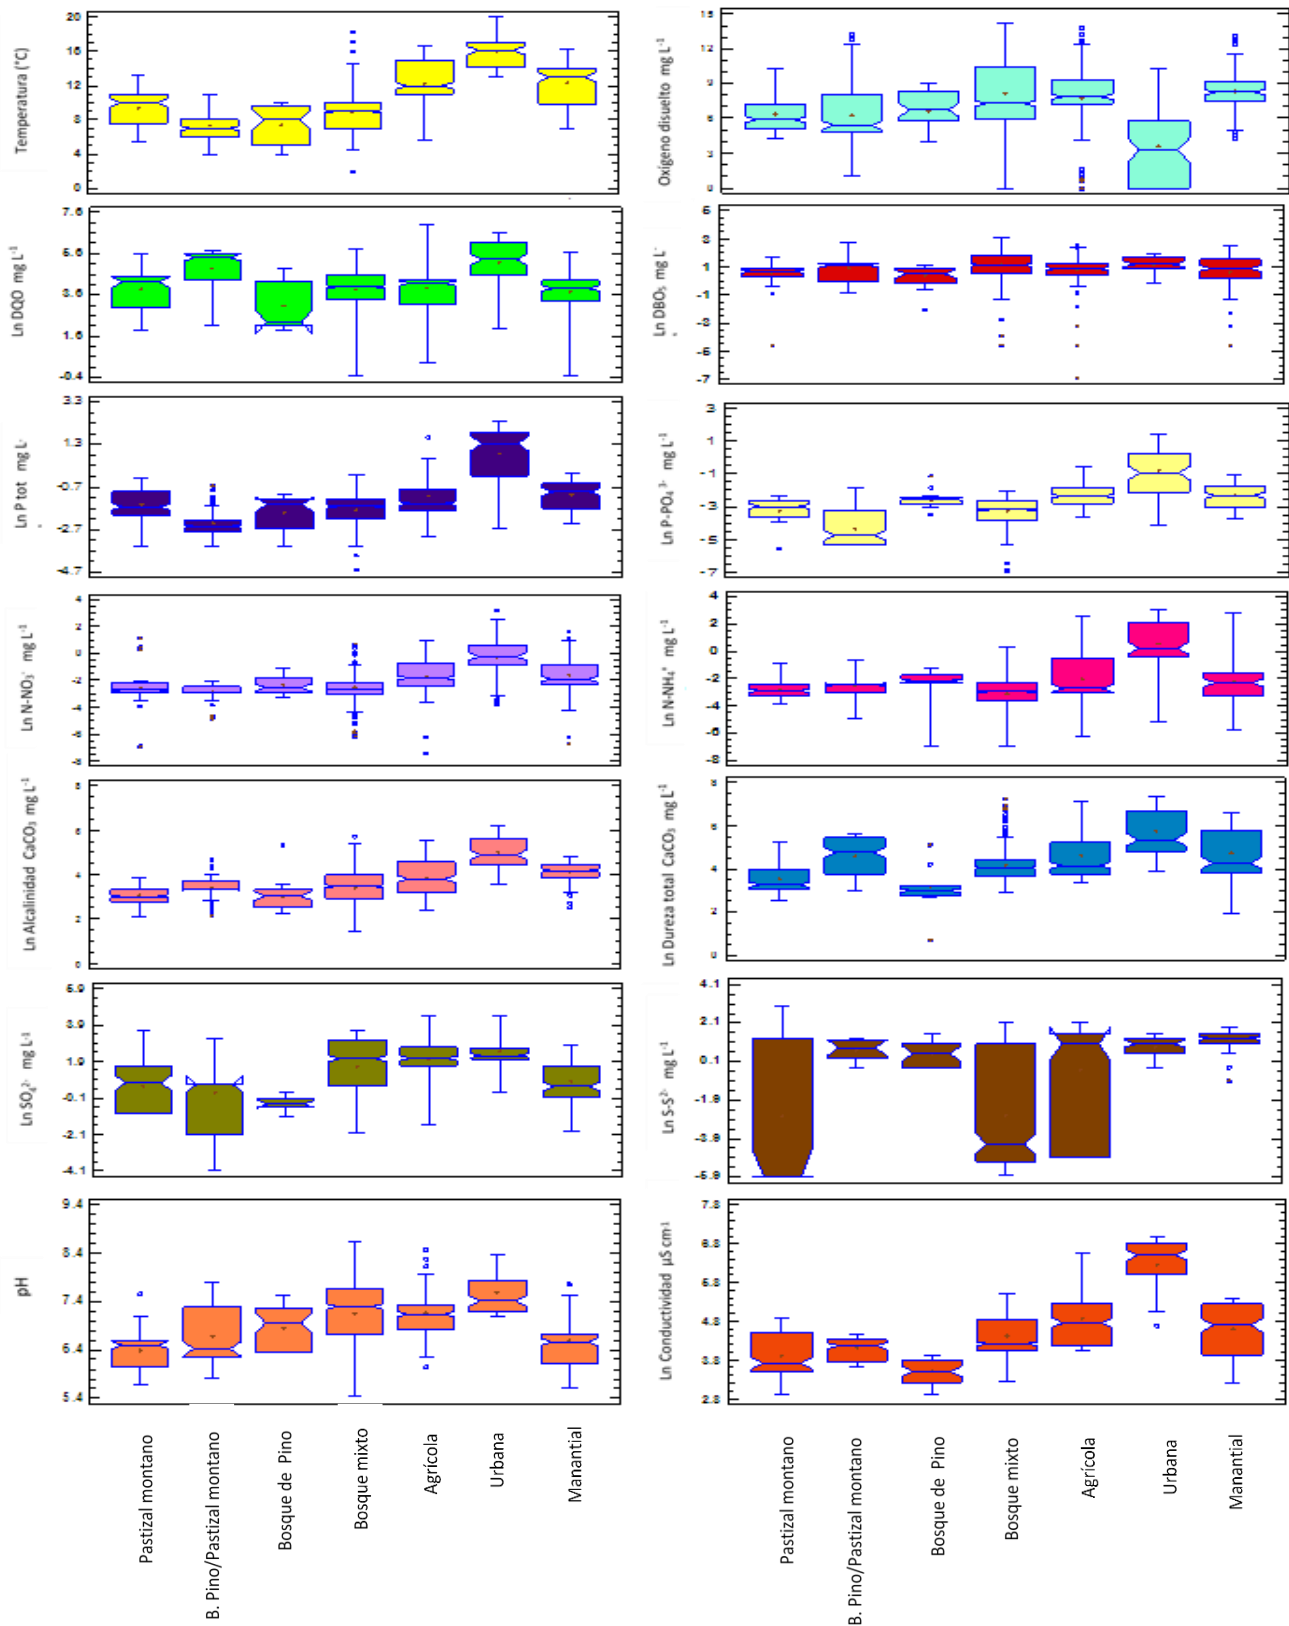 Temperatura (°C)
20
16
12
8
4
0
Oxigeno disuelto mg L-1
15
12
9
6
3
0
Ln DQO mg L-1
7.6
5.6
3.6
1.6
-0.4
Ln DBO5 mg L-
5
3
1
-1
-3
-5
-7
Ln P tot mg L-
3.3
1.3
-0.7
-2.7
-4.7
Ln P-PO4 3- mg L-1
3
1
-1
-3
-5
-7
Ln N-NO3- mg L-1
4
2
0
-2
-4
-6
-8
Ln N-NH4+ mg L-1
4
2
0
-2
-4
-6
-8
Ln Alcalinidad CaCO3 mg L-1
8
6
4
2
0
Ln Dureza total CaCO3 mg L-1
8
6
4
2
0
Ln SO4 2- mg L-1
5.9
3.9
1.9
-0.1
-2.1
-4.1
Ln S-S2- mg L-1
4.1
2.1
0.1
-1.9
-3.9
-5.9
pH
9.4
8.4
7.4
6.4
5.4
Ln Conductividad µS cm-1
7.8
6.8
5.8
4.8
3.8
2.8
Pastizal montano
B. Pino/Pastizal montano
Bosque de Pino
Bosque mixto
Agrícola
Urbana
Manantial
Pastizal montano
B. Pino/Pastizal montano
Bosque de Pino
Bosque mixto
Agrícola
Urbana
Manantial